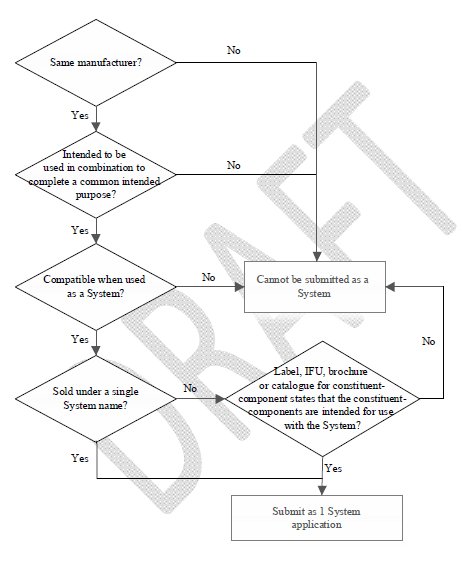 Same manufacturer?
No
Yes
Intended to be
used in combination to
complete a common intended
purpose?
No
Yes
Compatible when used
as a System?
No
Cannot be submitted as a
System
Yes
Sold under a single
System name?
No
Label, IFU, brochure
or catalogue for constituent-
component states that the constituent-
components are intended for use
with the System?
No
Yes
Yes
Submit as 1 System
application
DRAFT